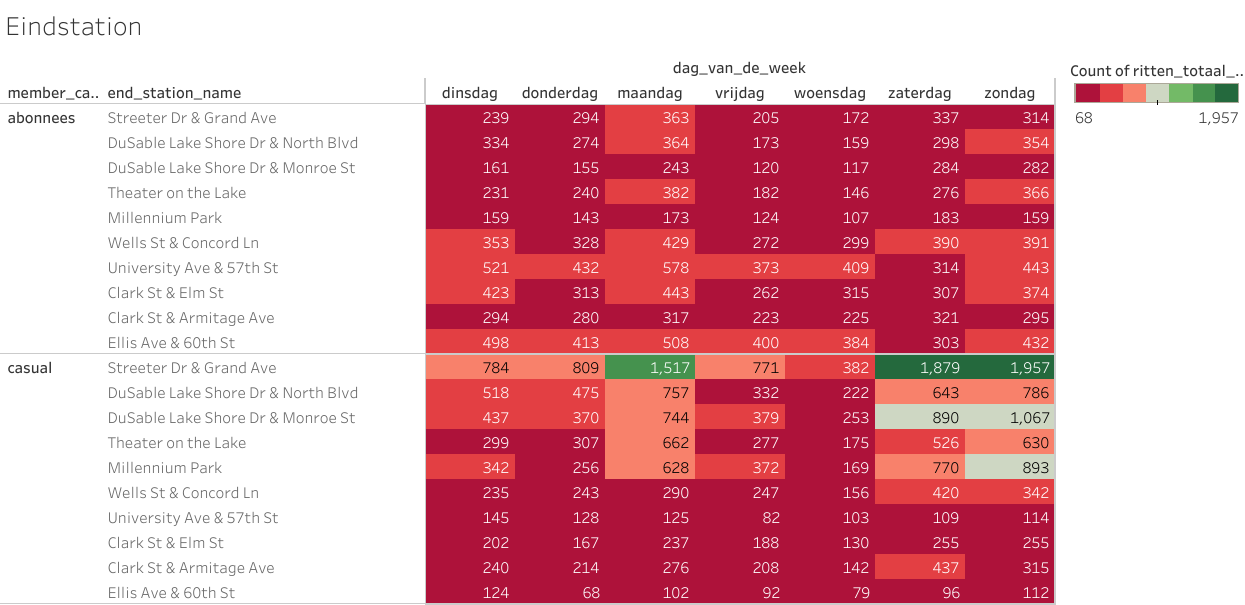 Eindstation
dag_van_de_week
Count of ritten_totaal_..
member_ca.. end_station_name dinsdag donderdag maandag vrijdag woensdag zaterdag zondag
68 1,957
abonnees Streeter Dr & Grand Ave 239 294 363 205 172 337 314
DuSable Lake Shore Dr & North Blvd 334 274 364 173 159 298 354
DuSable Lake Shore Dr & Monroe St 161 155 243 120 117 284 282
Theater on the Lake 231 240 382 182 146 276 366
Millennium Park 159 143 173 124 107 183 159
Wells St & Concord Ln 353 328 429 272 299 390 391
University Ave & 57th St 521 432 578 373 409 314 443
Clark St & Elm St 423 313 443 262 315 307 374
Clark St & Armitage Ave 294 280 317 223 225 321 295
Ellis Ave & 60th St 498 413 508 400 384 303 432
casual Streeter Dr & Grand Ave 784 809 1,517 771 382 1,879 1,957
DuSable Lake Shore Dr & North Blvd 518 475 757 332 222 643 786
DuSable Lake Shore Dr & Monroe St 437 370 744 379 253 890 1,067
Theater on the Lake 299 307 662 277 175 526 630
Millennium Park 342 256 628 372 169 770 893
Wells St & Concord Ln 235 243 290 247 156 420 342
University Ave & 57th St 145 128 125 82 103 109 114
Clark St & Elm St 202 167 237 188 130 255 255
Clark St & Armitage Ave 240 214 276 208 142 437 315
Ellis Ave & 60th St 124 68 102 92 79 96 112